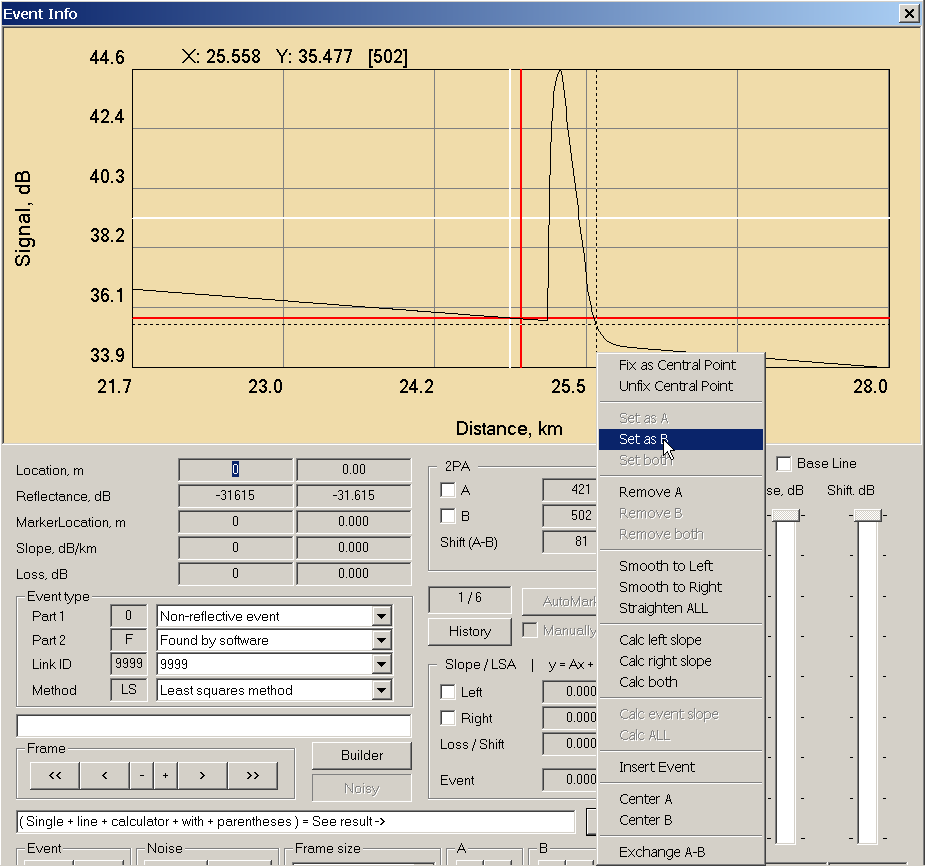 Event Info
X: 25.558 Y: 35.477 [502]
44.6
42.4
40.3
38.2
36.1
33.9
Signal, dB
21.7 23.0 24.2 25.5 28.0
Distance, km
Location, m 0 0.00
Reflectance, dB -31615 -31.615
MarkerLocation, m 0 0.000
Slope, dB/km 0 0.000
Loss, dB 0 0.000
Event type
Part 1 0 Non-reflective event
Part 2 F Found by software
Link ID 9999 9999
Method LS Least squares method
Frame
<< < - + > >>
Builder
Noisy
( Single + line + calculator + with + parentheses ) = See result ->
2PA
A 421
B 502
Shift (A-B) 81
1 / 6 AutoMark
History Manually
Slope / LSA | y = Ax +
Left 0.000
Right 0.000
Loss / Shift 0.000
Event 0.000
Fix as Central Point
Unfix Central Point
Set as A
Set as B
Set both
Remove A
Remove B
Remove both
Smooth to Left
Smooth to Right
Straighten ALL
Calc left slope
Calc right slope
Calc both
Calc event slope
Calc ALL
Insert Event
Center A
Center B
Exchange A-B
Base Line
se, dB Shift. dB
Event Noise Frame size A B